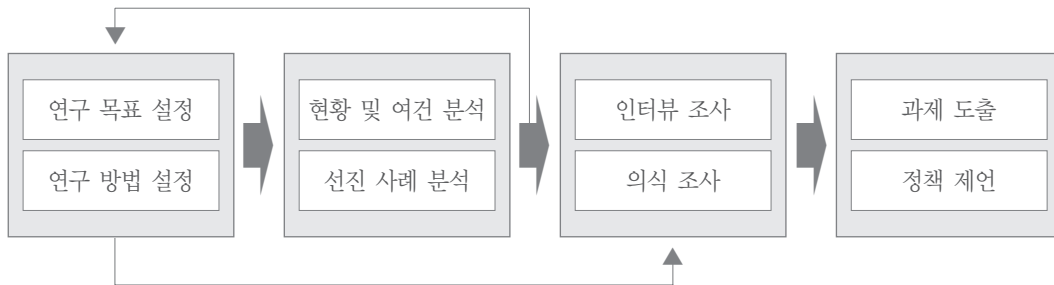 연구 목표 설정
연구 방법 설정
현황 및 여건 분석
선진 사례 분석
인터뷰 조사
의식 조사
과제 도출
정책 제언